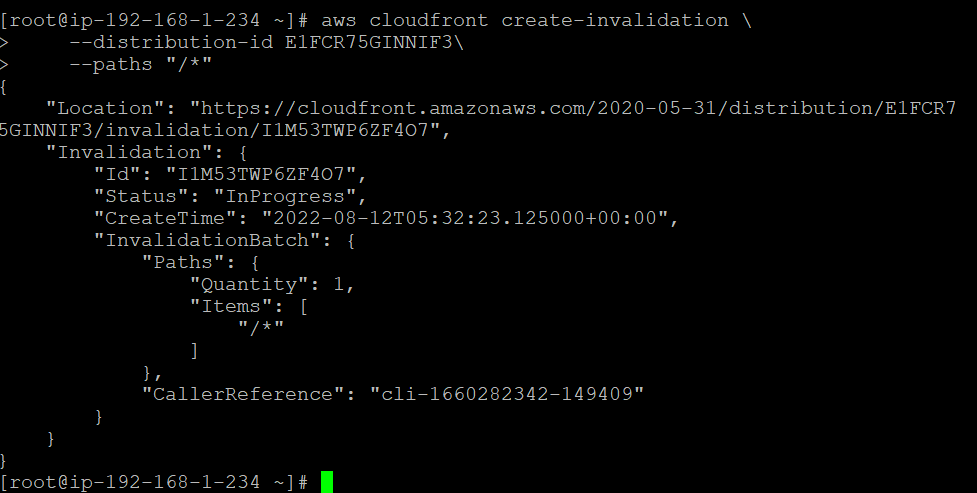 [root@ip-192-168-1-234 ~]# aws cloudfront create-invalidation \
>     --distribution-id E1FCR75GINNIF3\
>     --paths "/*"
{
    "Location": "https://cloudfront.amazonaws.com/2020-05-31/distribution/E1FCR7
5GINNIF3/invalidation/I1M53TWP6ZF4O7",
    "Invalidation": {
        "Id": "I1M53TWP6ZF4O7",
        "Status": "InProgress",
        "CreateTime": "2022-08-12T05:32:23.125000+00:00",
        "InvalidationBatch": {
            "Paths": {
                "Quantity": 1,
                "Items": [
                    "/*"
                ]
            },
            "CallerReference": "cli-1660282342-149409"
        }
    }
}
[root@ip-192-168-1-234 ~]#